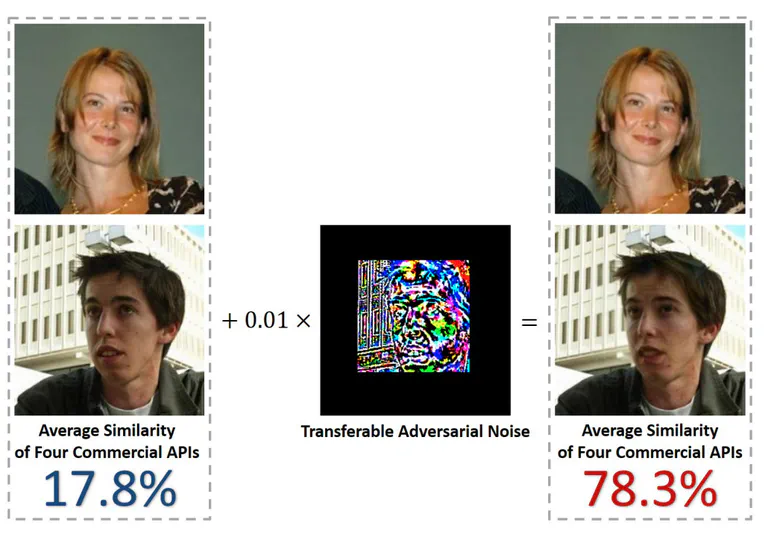 + 0.01 ×
=
Average Similarity
of Four Commercial APIs
17.8%
Transferable Adversarial Noise
Average Similarity
of Four Commercial APIs
78.3%